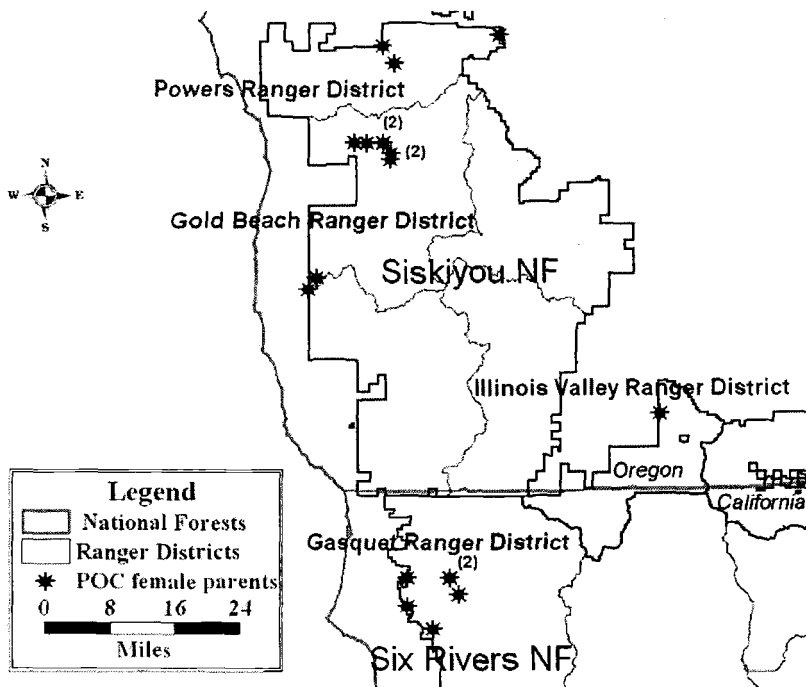 Powers Ranger District
(2)
(2)
N
W E
S
Gold Beach Ranger District
Siskiyou NF
Illinois Valley Ranger District
Oregon
California
Legend
National Forests
Ranger Districts
POC female parents
0 8 16 24
Miles
Gasquet Ranger District
(2)
Six Rivers NF